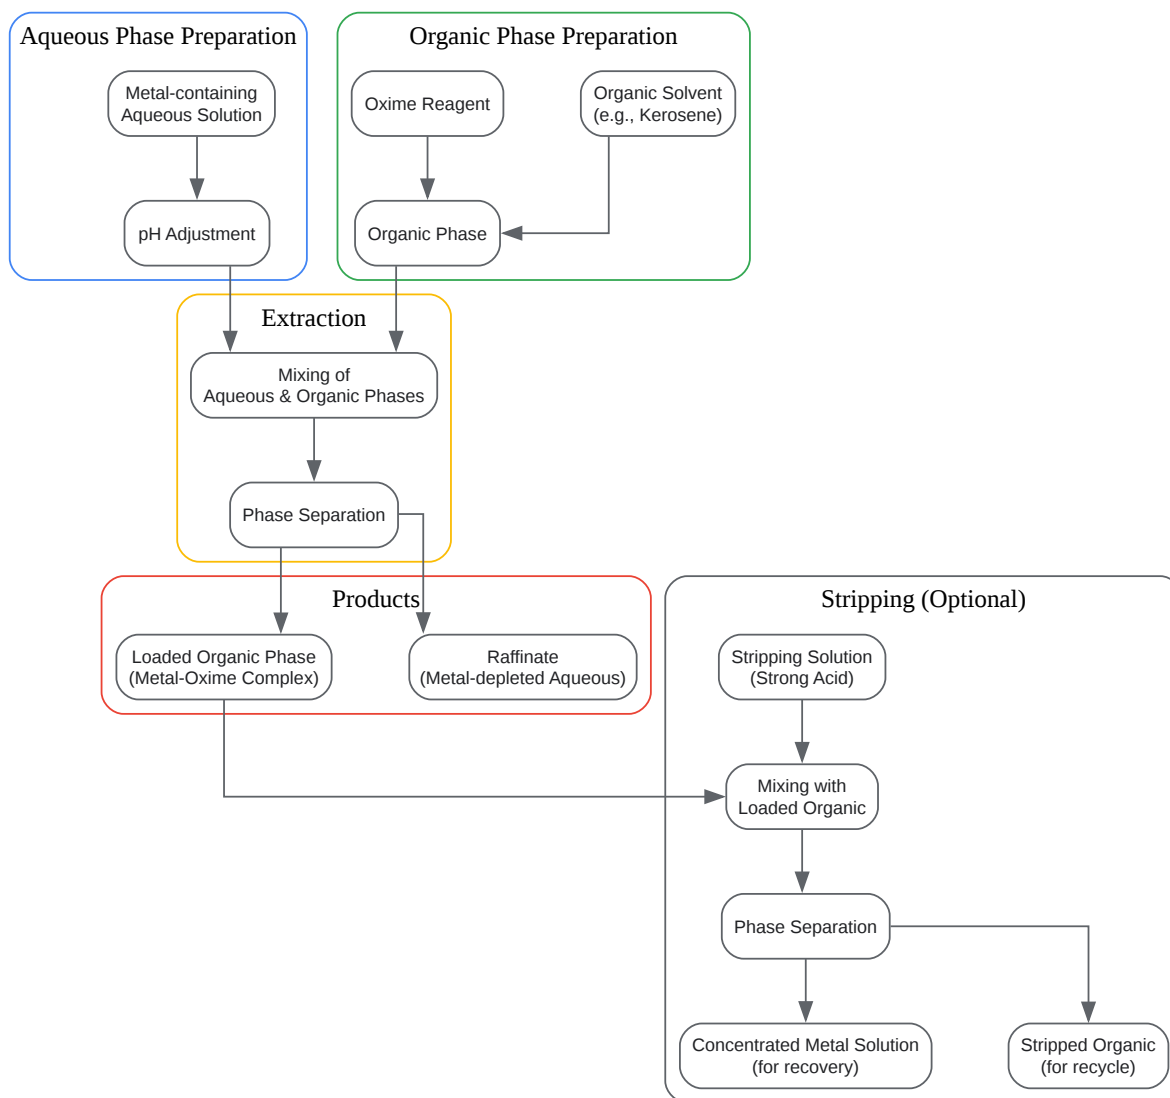 Aqueous Phase Preparation
Organic Phase Preparation
Metal-containing
Aqueous Solution
Oxime Reagent
Organic Solvent
(e.g., Kerosene)
pH Adjustment
Organic Phase
Extraction
Mixing of
Aqueous & Organic Phases
Phase Separation
Products
Stripping (Optional)
Loaded Organic Phase
(Metal-Oxime Complex)
Raffinate
(Metal-depleted Aqueous)
Stripping Solution
(Strong Acid)
Mixing with
Loaded Organic
Phase Separation
Concentrated Metal Solution
(for recovery)
Stripped Organic
(for recycle)